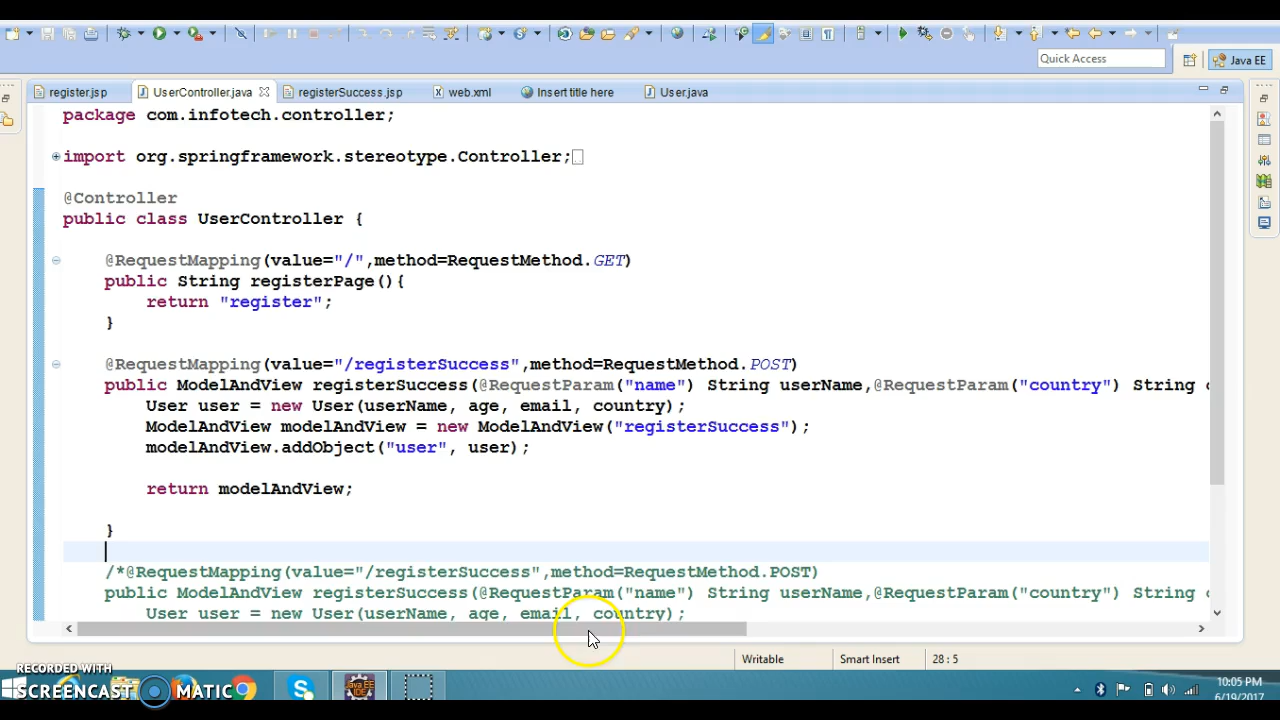 Quick Access
Java EE
register.jsp
UserController.java
registerSuccess.jsp
web.xml
Insert title here
User.java
package com.infotech.controller;
import org.springframework.stereotype.Controller;
@Controller
public class UserController {
@RequestMapping(value="/",method=RequestMethod.GET)
public String registerPage(){
return "register";
}
@RequestMapping(value="/registerSuccess",method=RequestMethod.POST)
public ModelAndView registerSuccess(@RequestParam("name") String userName,@RequestParam("country") String c
User user = new User(userName, age, email, country);
ModelAndView modelAndView = new ModelAndView("registerSuccess");
modelAndView.addObject("user", user);
return modelAndView;
}
/*@RequestMapping(value="/registerSuccess",method=RequestMethod.POST)
public ModelAndView registerSuccess(@RequestParam("name") String userName,@RequestParam("country") String c
User user = new User(userName, age, email, country);
Writable
Smart Insert
28 : 5
RECORDED WITH
SCREENCAST MATIC
Java EE
IDE
10:05 PM
6/19/2017